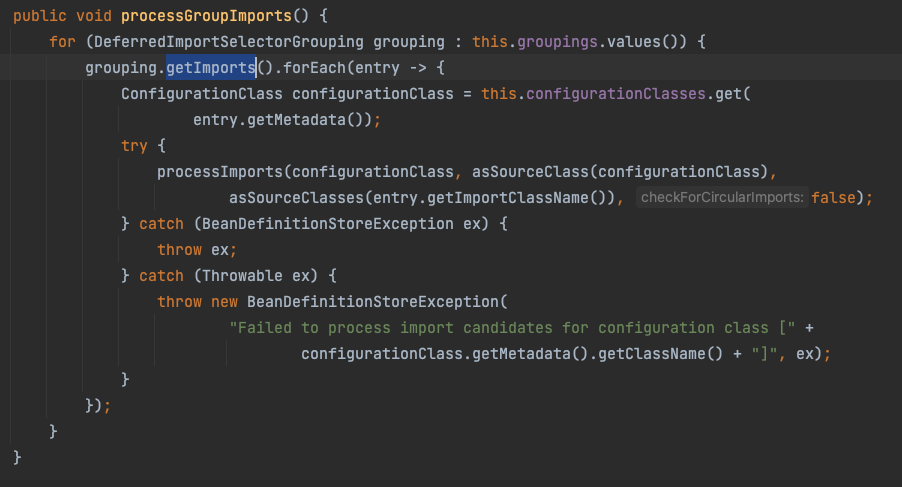 public void processGroupImports() {
for (DeferredImportSelectorGrouping grouping : this.groupings.values()) {
grouping.getImports().forEach(entry -> {
ConfigurationClass configurationClass = this.configurationClasses.get(
entry.getMetadata());
try {
processImports(configurationClass, asSourceClass(configurationClass),
asSourceClasses(entry.getImportClassName()), checkForCircularImports: false);
} catch (BeanDefinitionStoreException ex) {
throw ex;
} catch (Throwable ex) {
throw new BeanDefinitionStoreException(
"Failed to process import candidates for configuration class [" +
configurationClass.getMetadata().getClassName() + "]", ex);
}
});
}
}